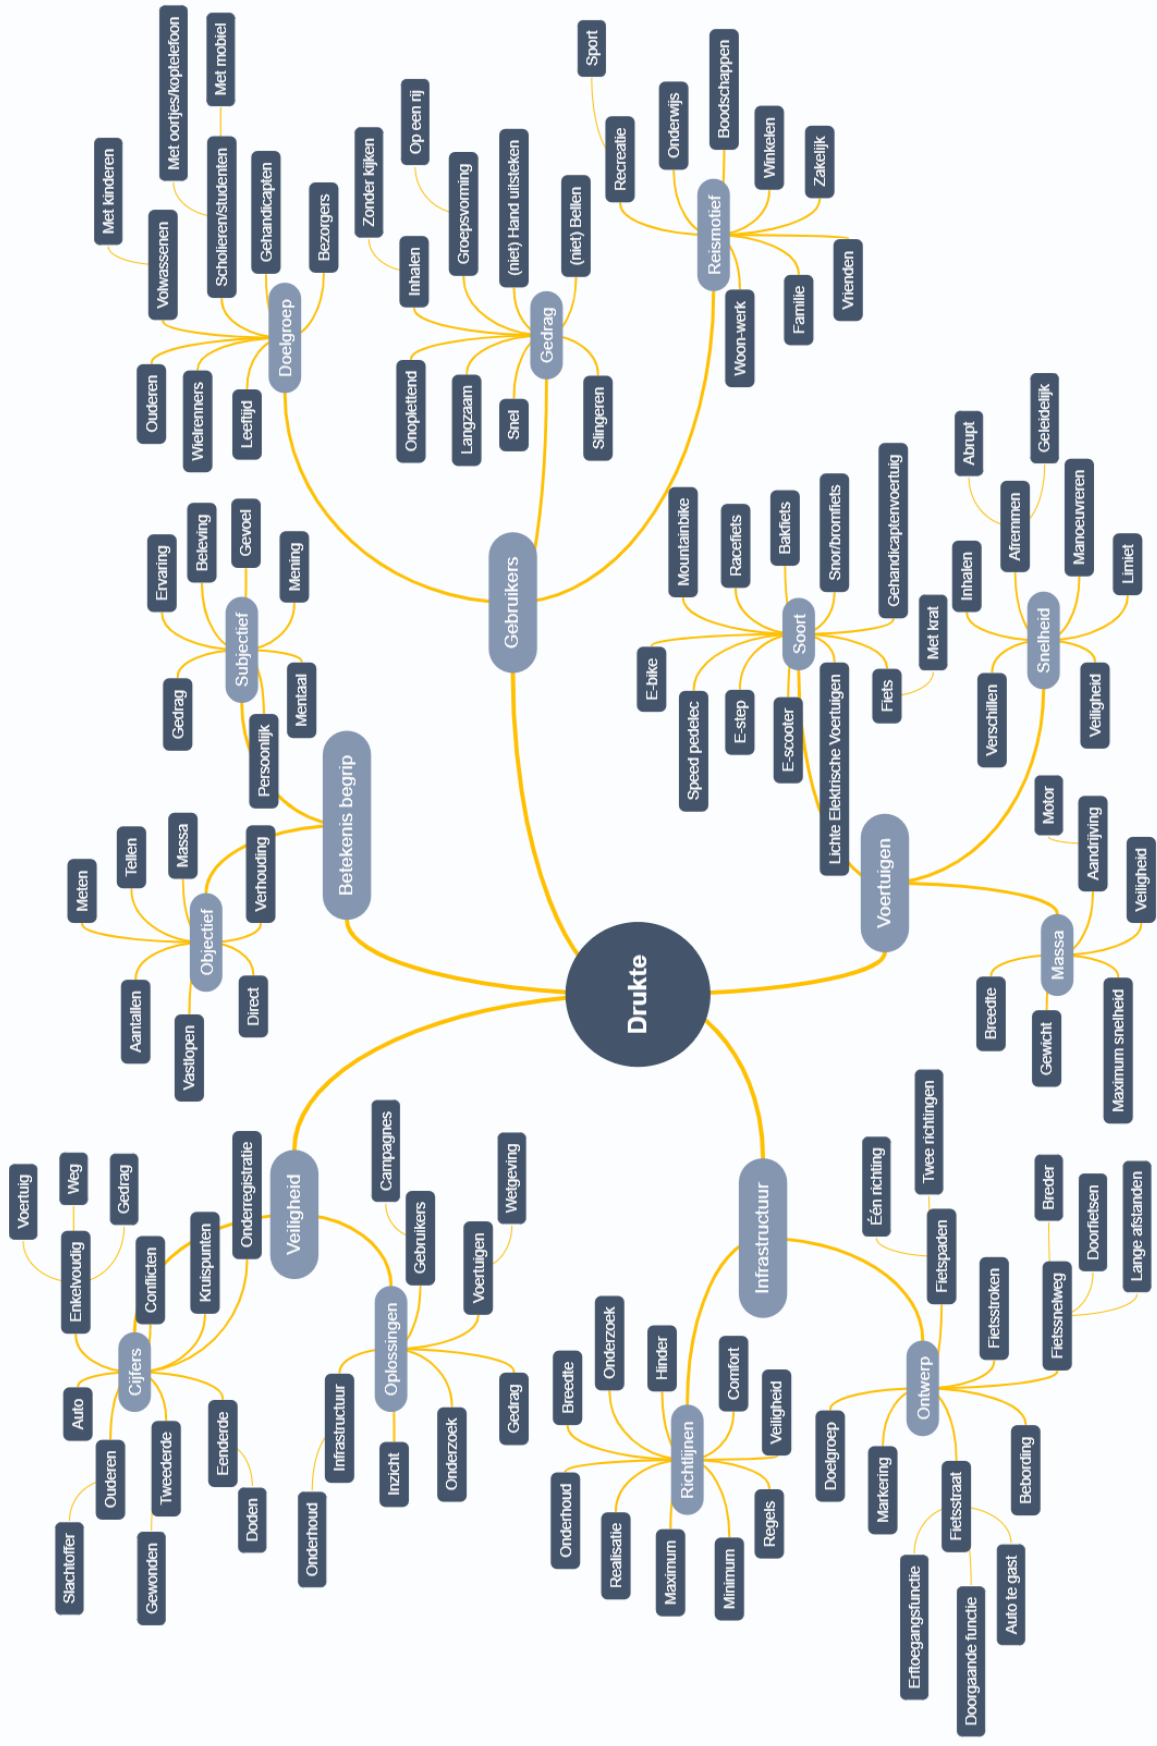 Drukte
Veiligheid
Cijfers
Enkelvoudig
Voertuig
Weg
Gedrag
Conflicten
Kruispunten
Onderregistratie
Auto
Ouderen
Slachtoffer
Tweederde
Gewonden
Eenderde
Doden
Oplossingen
Gebruikers
Campagnes
Voertuigen
Wetgeving
Infrastructuur
Onderhoud
Inzicht
Onderzoek
Gedrag
Betekenis begrip
Objectief
Meten
Tellen
Massa
Verhouding
Aantallen
Vastlopen
Direct
Subjectief
Ervaring
Beleving
Gevoel
Mening
Gedrag
Persoonlijk
Mentaal
Gebruikers
Doelgroep
Volwassenen
Met kinderen
Scholieren/studenten
Met oortjes/koptelefoon
Met mobiel
Gehandicapten
Bezorgers
Ouderen
Wielrenners
Leeftijd
Gedrag
Inhalen
Zonder kijken
Groepsvorming
Op een rij
(niet) Hand uitsteken
(niet) Bellen
Onoplettend
Langzaam
Snel
Slingeren
Reismotief
Recreatie
Sport
Onderwijs
Boodschappen
Winkelen
Zakelijk
Woon-werk
Familie
Vrienden
Voertuigen
Soort
Mountainbike
Racefiets
Bakfiets
Snor/bromfiets
Gehandicaptenvoertuig
E-bike
Speed pedelec
E-step
E-scooter
Lichte Elektrische Voertuigen
Fiets
Met krat
Snelheid
Inhalen
Afremmen
Abrupt
Geleidelijk
Manoeuvreren
Limiet
Verschillen
Veiligheid
Massa
Aandrijving
Motor
Veiligheid
Breedte
Gewicht
Maximum snelheid
Infrastructuur
Richtlijnen
Breedte
Onderzoek
Hinder
Comfort
Veiligheid
Onderhoud
Realisatie
Maximum
Minimum
Regels
Ontwerp
Fietspaden
Één richting
Twee richtingen
Fietsstroken
Fietssnelweg
Breder
Doorfietsen
Lange afstanden
Doelgroep
Markering
Fietsstraat
Erftoegangsfunctie
Doorgaande functie
Auto te gast
Bebording